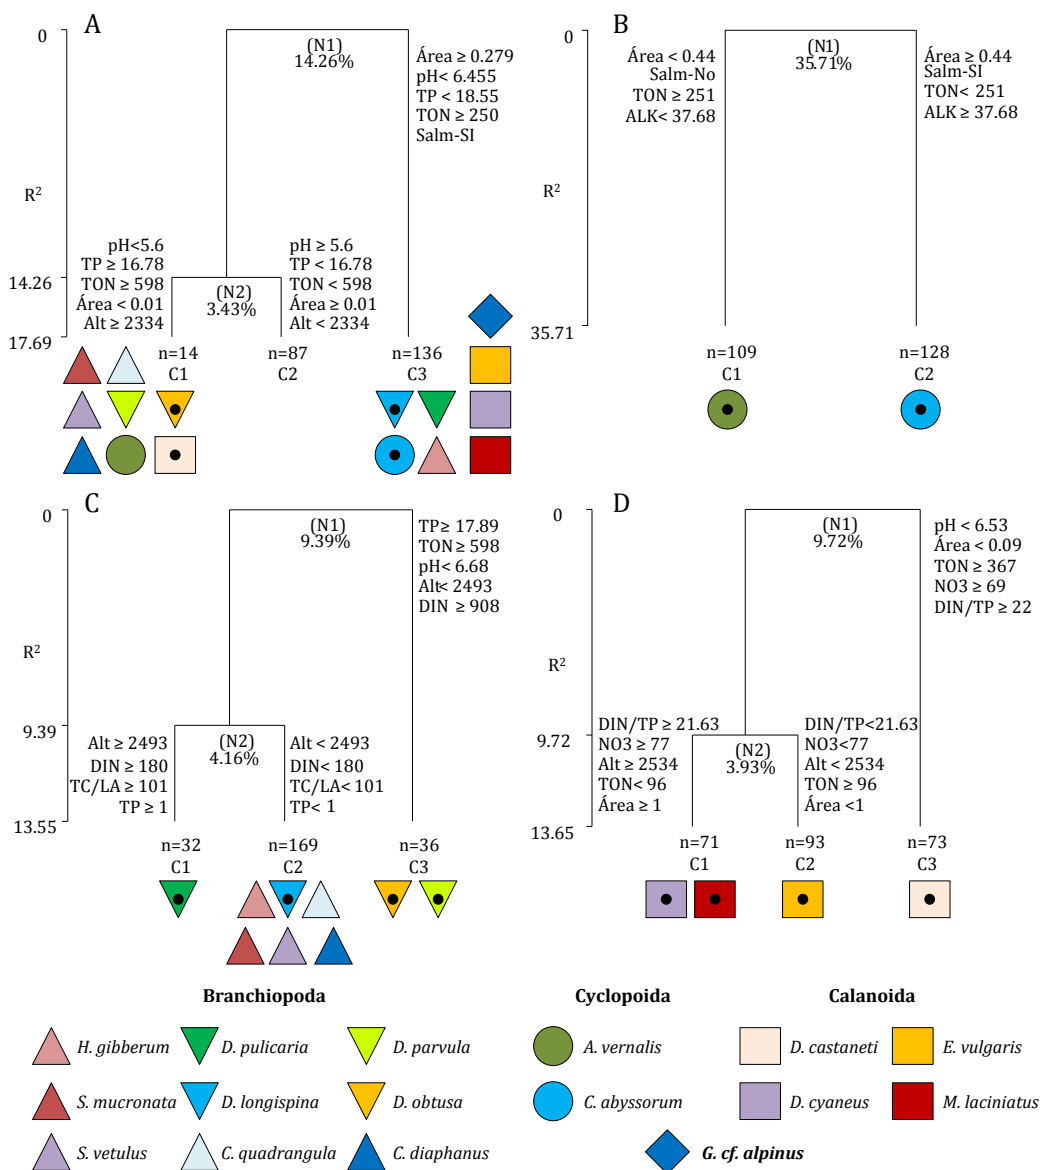 A
0
(N1)
14.26%
Área ≥ 0.279
pH< 6.455
TP < 18.55
TON ≥ 250
Salm-SI
R²
pH<5.6
TP ≥ 16.78
TON ≥ 598
Área < 0.01
Alt ≥ 2334
pH ≥ 5.6
TP < 16.78
TON < 598
Área ≥ 0.01
Alt < 2334
14.26
(N2)
3.43%
17.69
n=14
C1
n=87
C2
n=136
C3
B
0
(N1)
35.71%
Área < 0.44
Salm-No
TON ≥ 251
ALK< 37.68
Área ≥ 0.44
Salm-SI
TON< 251
ALK ≥ 37.68
R²
35.71
n=109
C1
n=128
C2
C
0
(N1)
9.39%
TP≥ 17.89
TON ≥ 598
pH< 6.68
Alt< 2493
DIN ≥ 908
R²
9.39
(N2)
4.16%
Alt ≥ 2493
DIN ≥ 180
TC/LA ≥ 101
TP ≥ 1
Alt < 2493
DIN< 180
TC/LA< 101
TP< 1
13.55
n=32
C1
n=169
C2
n=36
C3
D
0
(N1)
9.72%
pH < 6.53
Área < 0.09
TON ≥ 367
NO3 ≥ 69
DIN/TP ≥ 22
R²
9.72
(N2)
3.93%
DIN/TP ≥ 21.63
NO3 ≥ 77
Alt ≥ 2534
TON< 96
Área ≥ 1
DIN/TP<21.63
NO3<77
Alt < 2534
TON ≥ 96
Área <1
13.65
n=71
C1
n=93
C2
n=73
C3
Branchiopoda
Cyclopoida
Calanoida
H. gibberum
D. pulicaria
D. parvula
A. vernalis
D. castaneti
E. vulgaris
S. mucronata
D. longispina
D. obtusa
C. abyssorum
D. cyaneus
M. laciniatus
S. vetulus
C. quadrangula
C. diaphanus
G. cf. alpinus